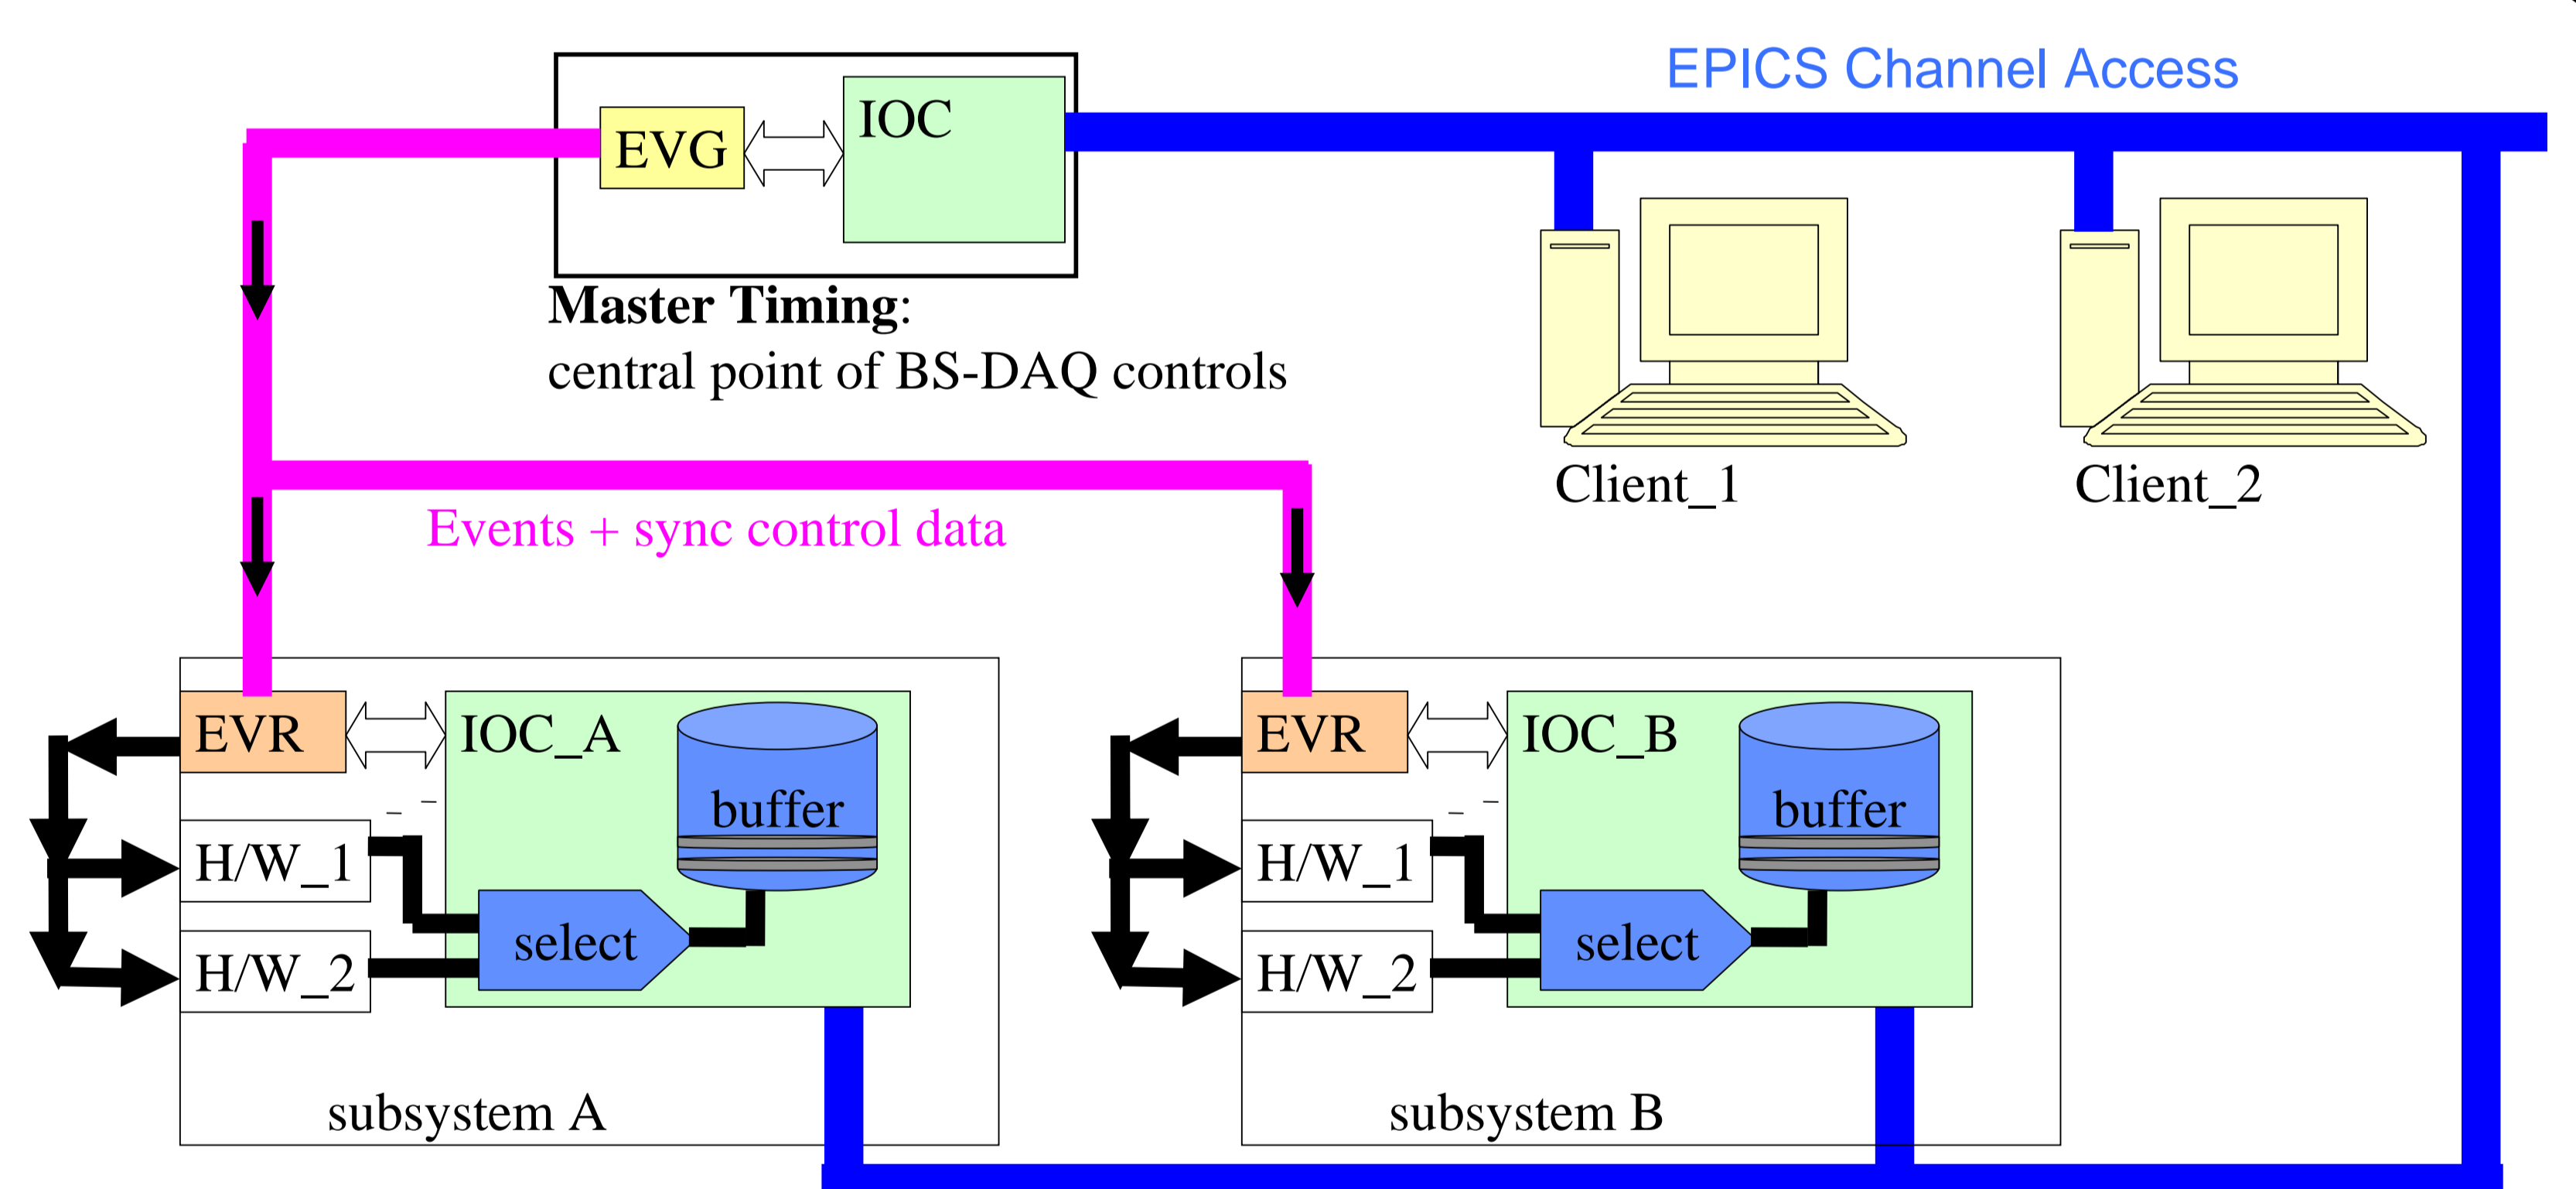 EPICS Channel Access
EVG
IOC
Master Timing:
central point of BS-DAQ controls
Client_1
Client_2
Events + sync control data
EVR
IOC_A
buffer
H/W_1
H/W_2
select
subsystem A
EVR
IOC_B
buffer
H/W_1
H/W_2
select
subsystem B